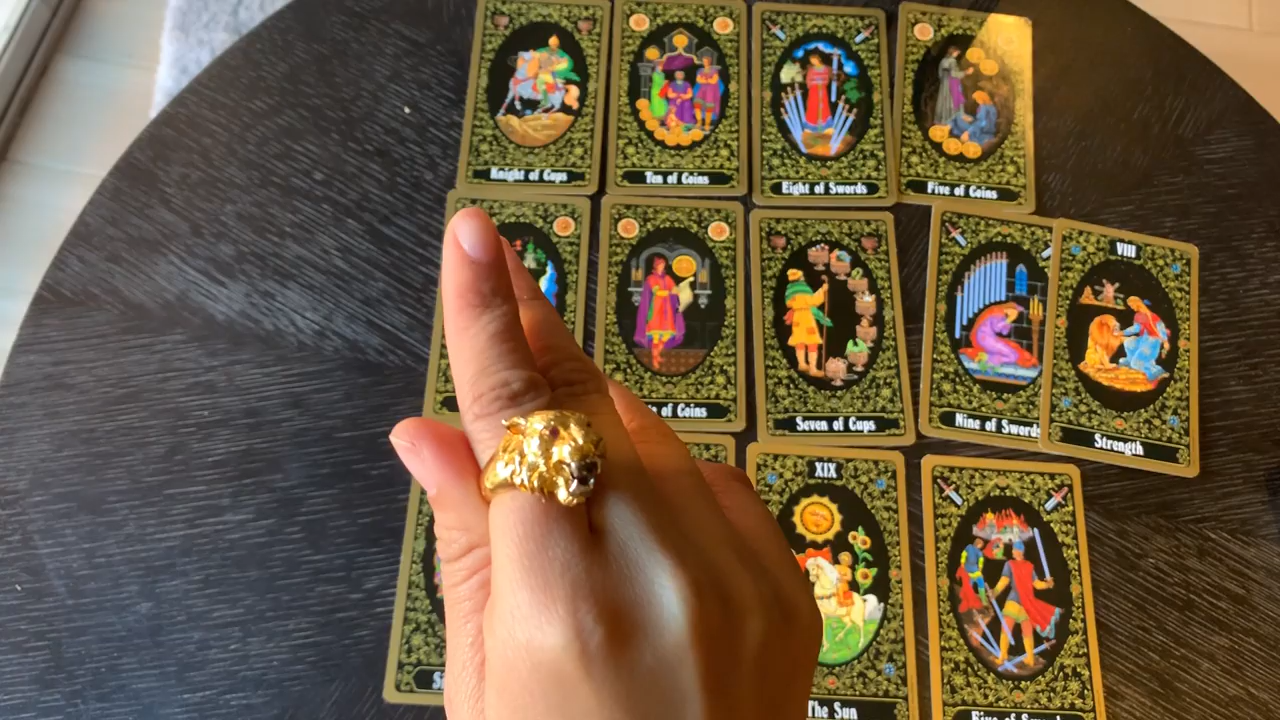 Knight of Cups
Ten of Coins
Eight of Swords
Five of Coins
of Coins
Seven of Cups
Nine of Swords
VIII
Strength
XIX
The Sun
Five of